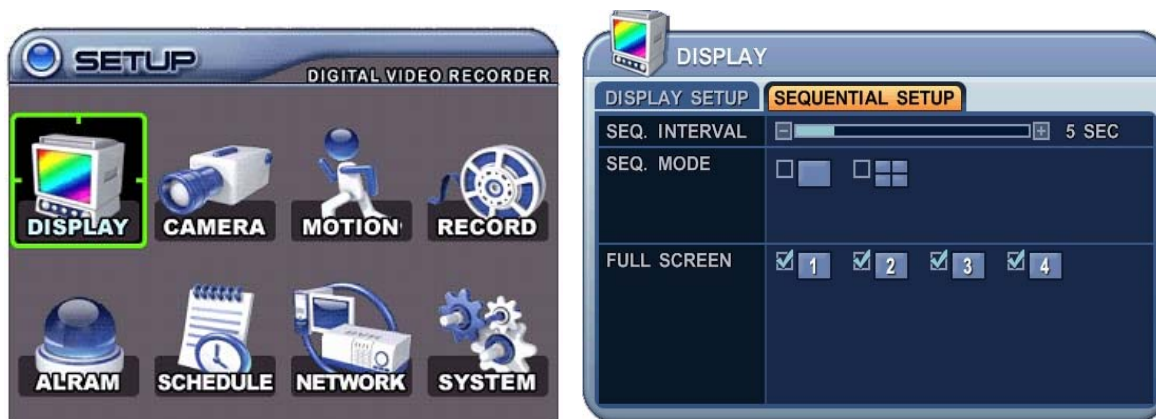 SETUP
DIGITAL VIDEO RECORDER
DISPLAY CAMERA MOTION RECORD
ALRAM SCHEDULE NETWORK SYSTEM
DISPLAY
DISPLAY SETUP SEQUENTIAL SETUP
SEQ. INTERVAL 5 SEC
SEQ. MODE
FULL SCREEN 1 2 3 4